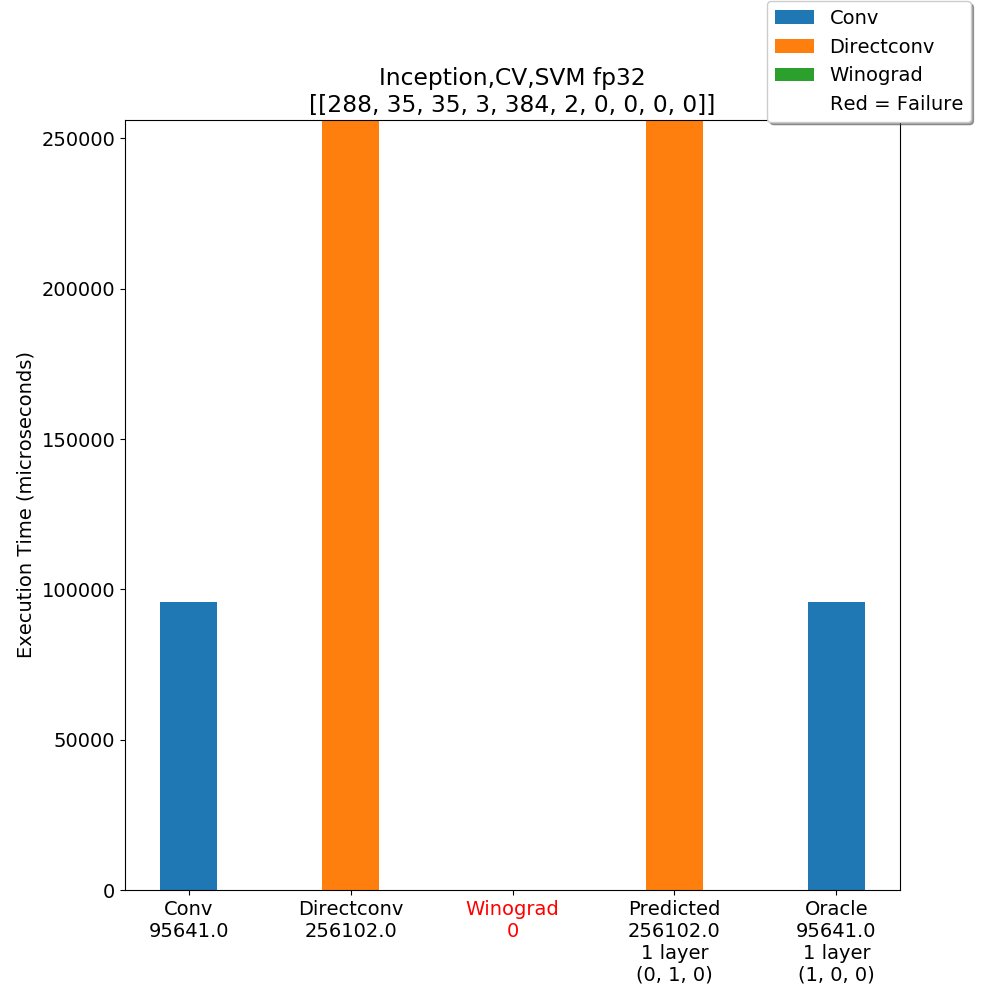 Conv
Directconv
Winograd
Red = Failure
Inception,CV,SVM fp32
[[288, 35, 35, 3, 384, 2, 0, 0, 0, 0]]
Execution Time (microseconds)
250000
200000
150000
100000
50000
0
Conv
95641.0
Directconv
256102.0
Winograd
0
Predicted
256102.0
1 layer
(0, 1, 0)
Oracle
95641.0
1 layer
(1, 0, 0)